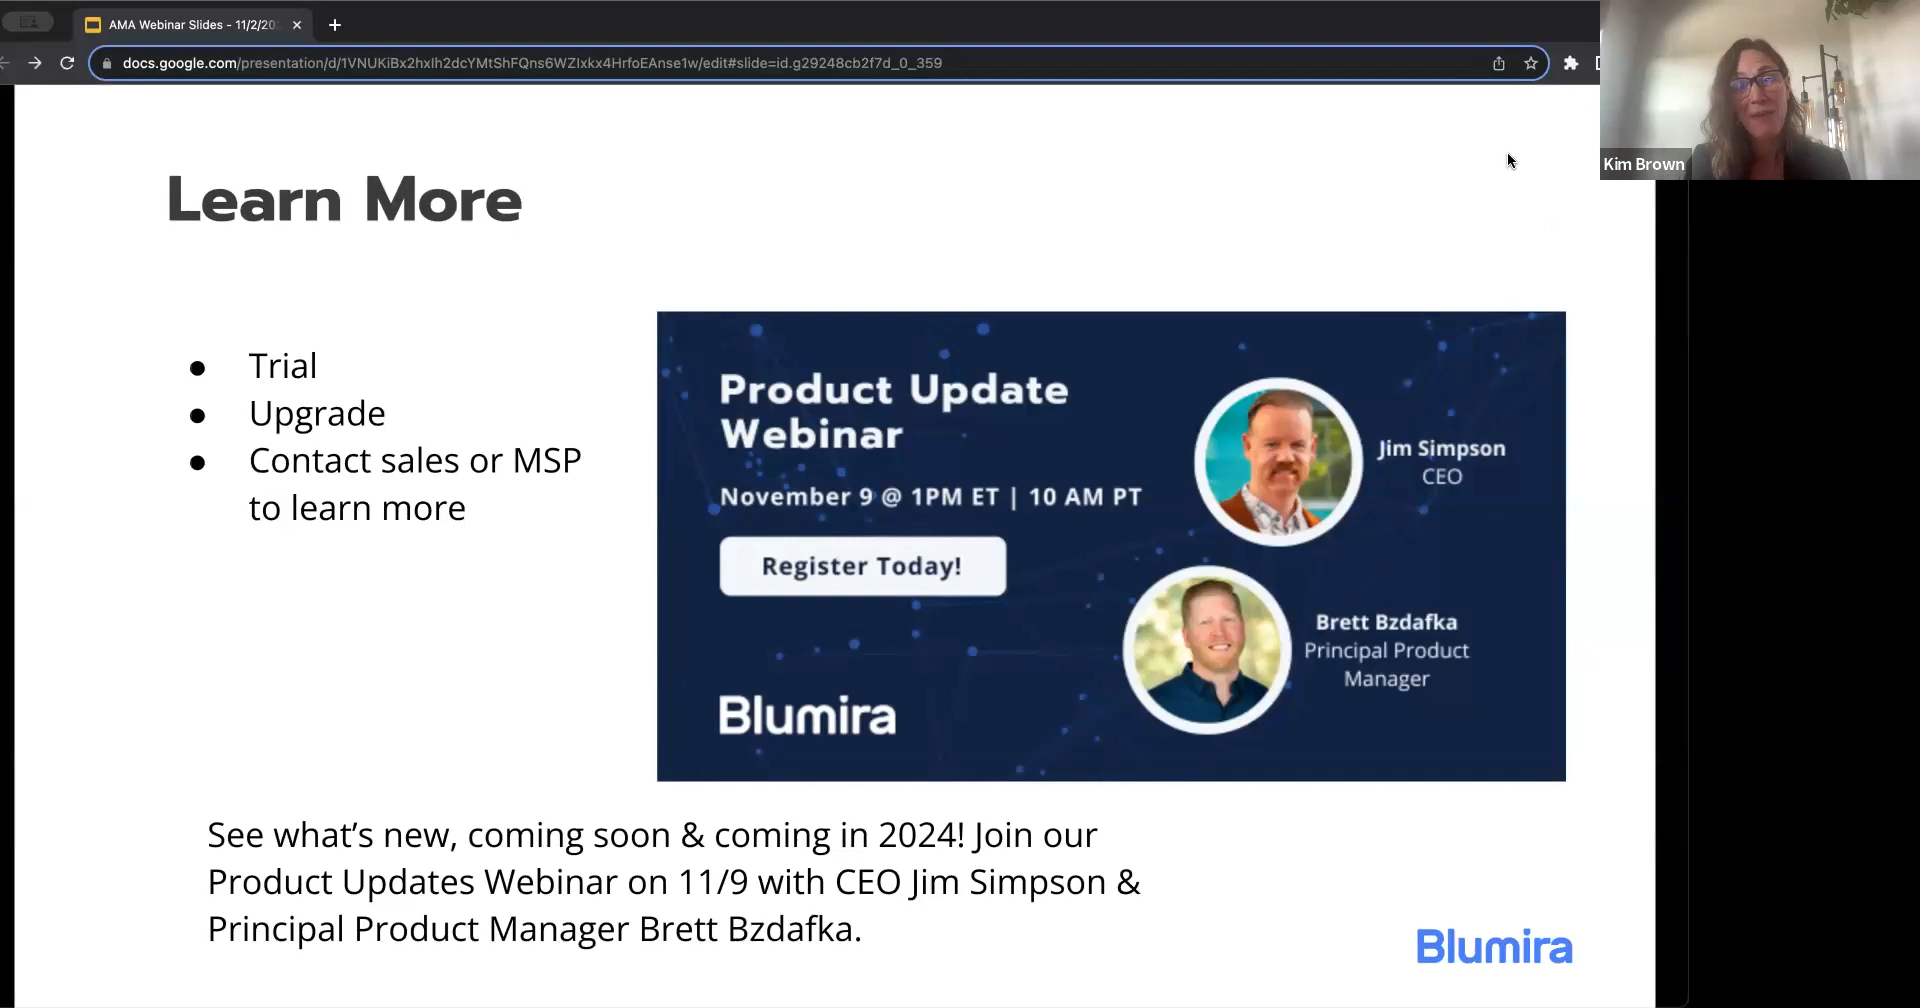 AMA Webinar Slides - 11/2/20
docs.google.com/presentation/d/1VNUKiBx2hxlh2dcYMtShFQns6WZIxkx4HrfoEAnse1w/edit#slide=id.g29248cb2f7d_0_359
Kim Brown
Learn More
● Trial
● Upgrade
● Contact sales or MSP
to learn more
Product Update
Webinar
November 9 @ 1PM ET | 10 AM PT
Register Today!
Blumira
Jim Simpson
CEO
Brett Bzdafka
Principal Product
Manager
See what’s new, coming soon & coming in 2024! Join our
Product Updates Webinar on 11/9 with CEO Jim Simpson &
Principal Product Manager Brett Bzdafka.
Blumira